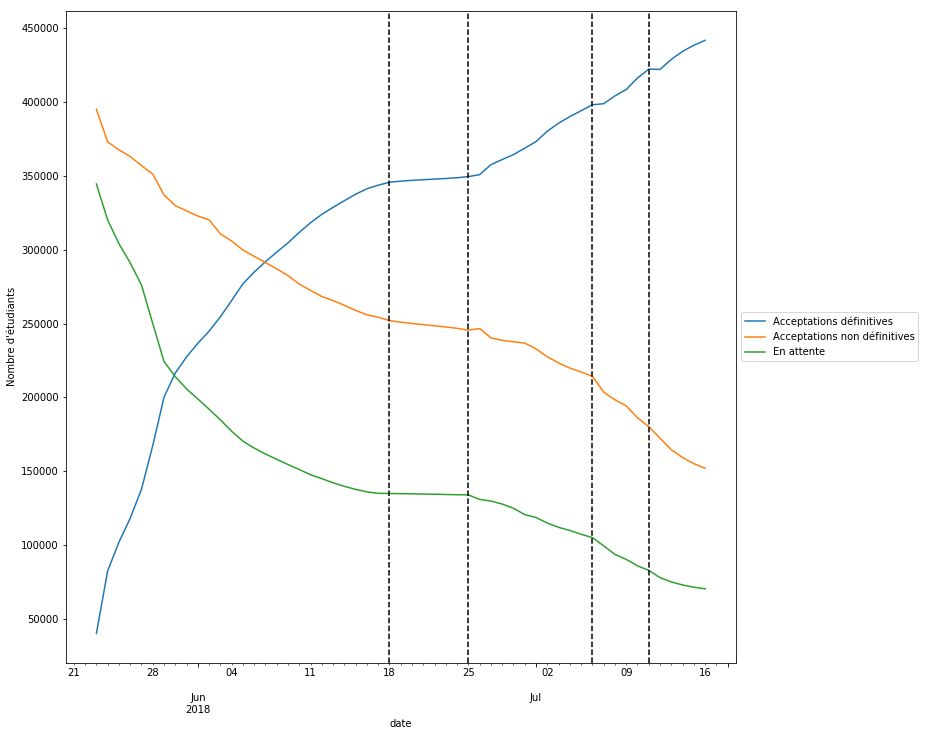 450000
400000
350000
300000
250000
200000
150000
100000
50000
Nombre d'étudiants
21 28 04 11 18 25 02 09 16
Jun Jul
2018
date
Acceptations définitives
Acceptations non définitives
En attente